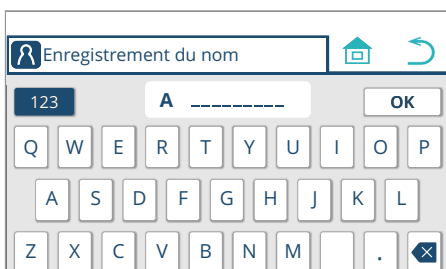 Enregistrement du nom
123 A _________ OK
Q W E R T Y U I O P
A S D F G H J K L
Z X C V B N M .